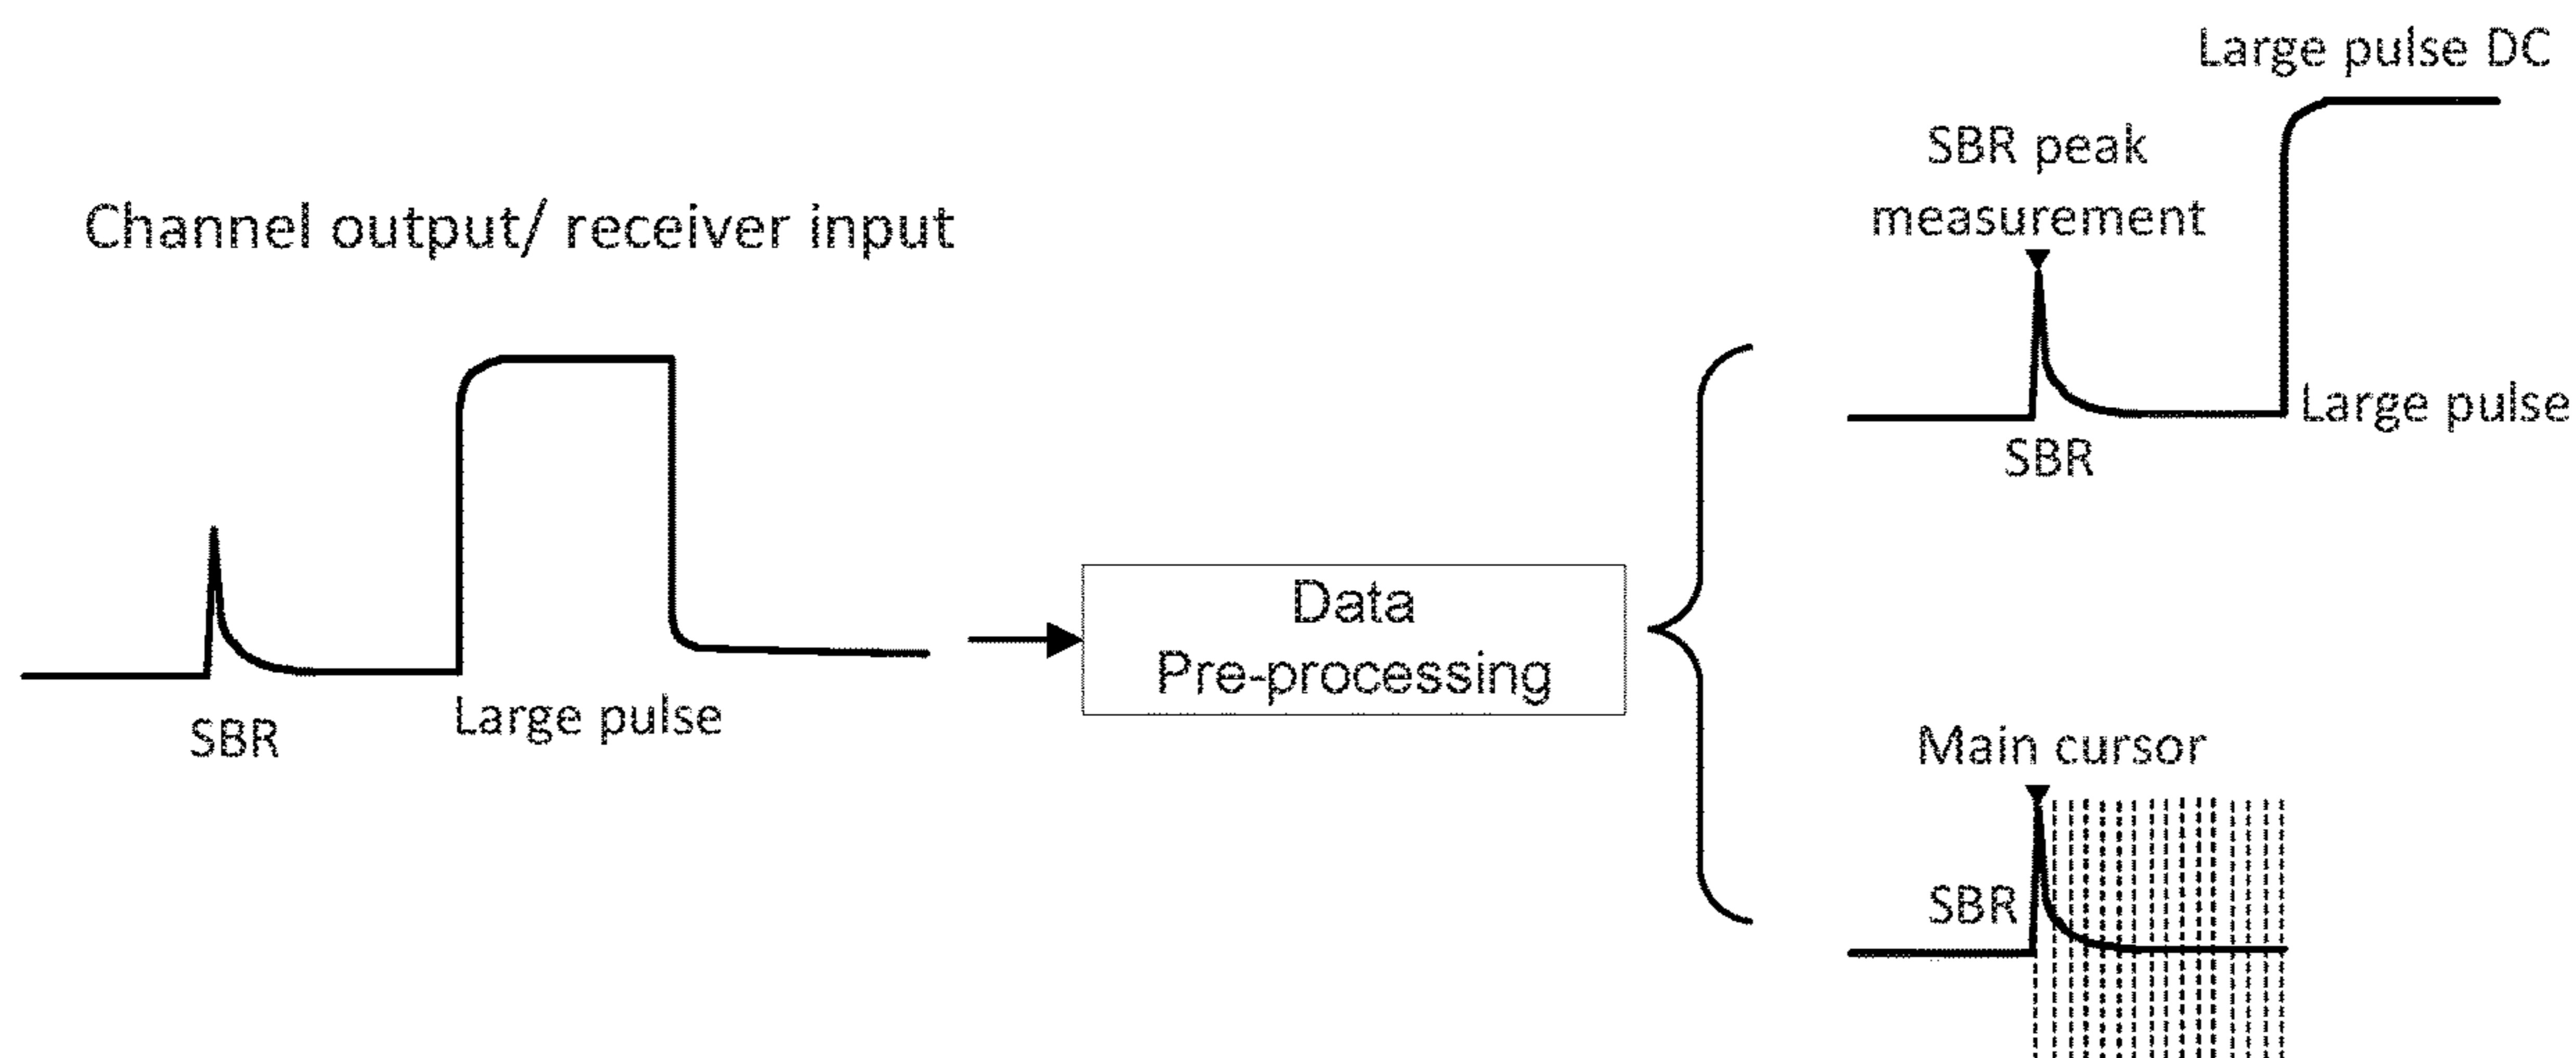 Channel output/ receiver input
SBR
Large pulse
Data
Pre-processing
Large pulse DC
SBR peak
measurement
SBR
Large pulse
Main cursor
SBR